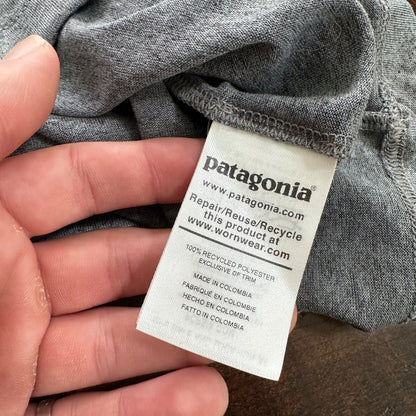 patagonia®
www.patagonia.com
Repair/Reuse/Recycle
this product at
www.wornwear.com
100% RECYCLED POLYESTER
EXCLUSIVE OF TRIM
MADE IN COLOMBIA
FABRIQUÉ EN COLOMBIE
HECHO EN COLOMBIA
FATTO IN COLOMBIA